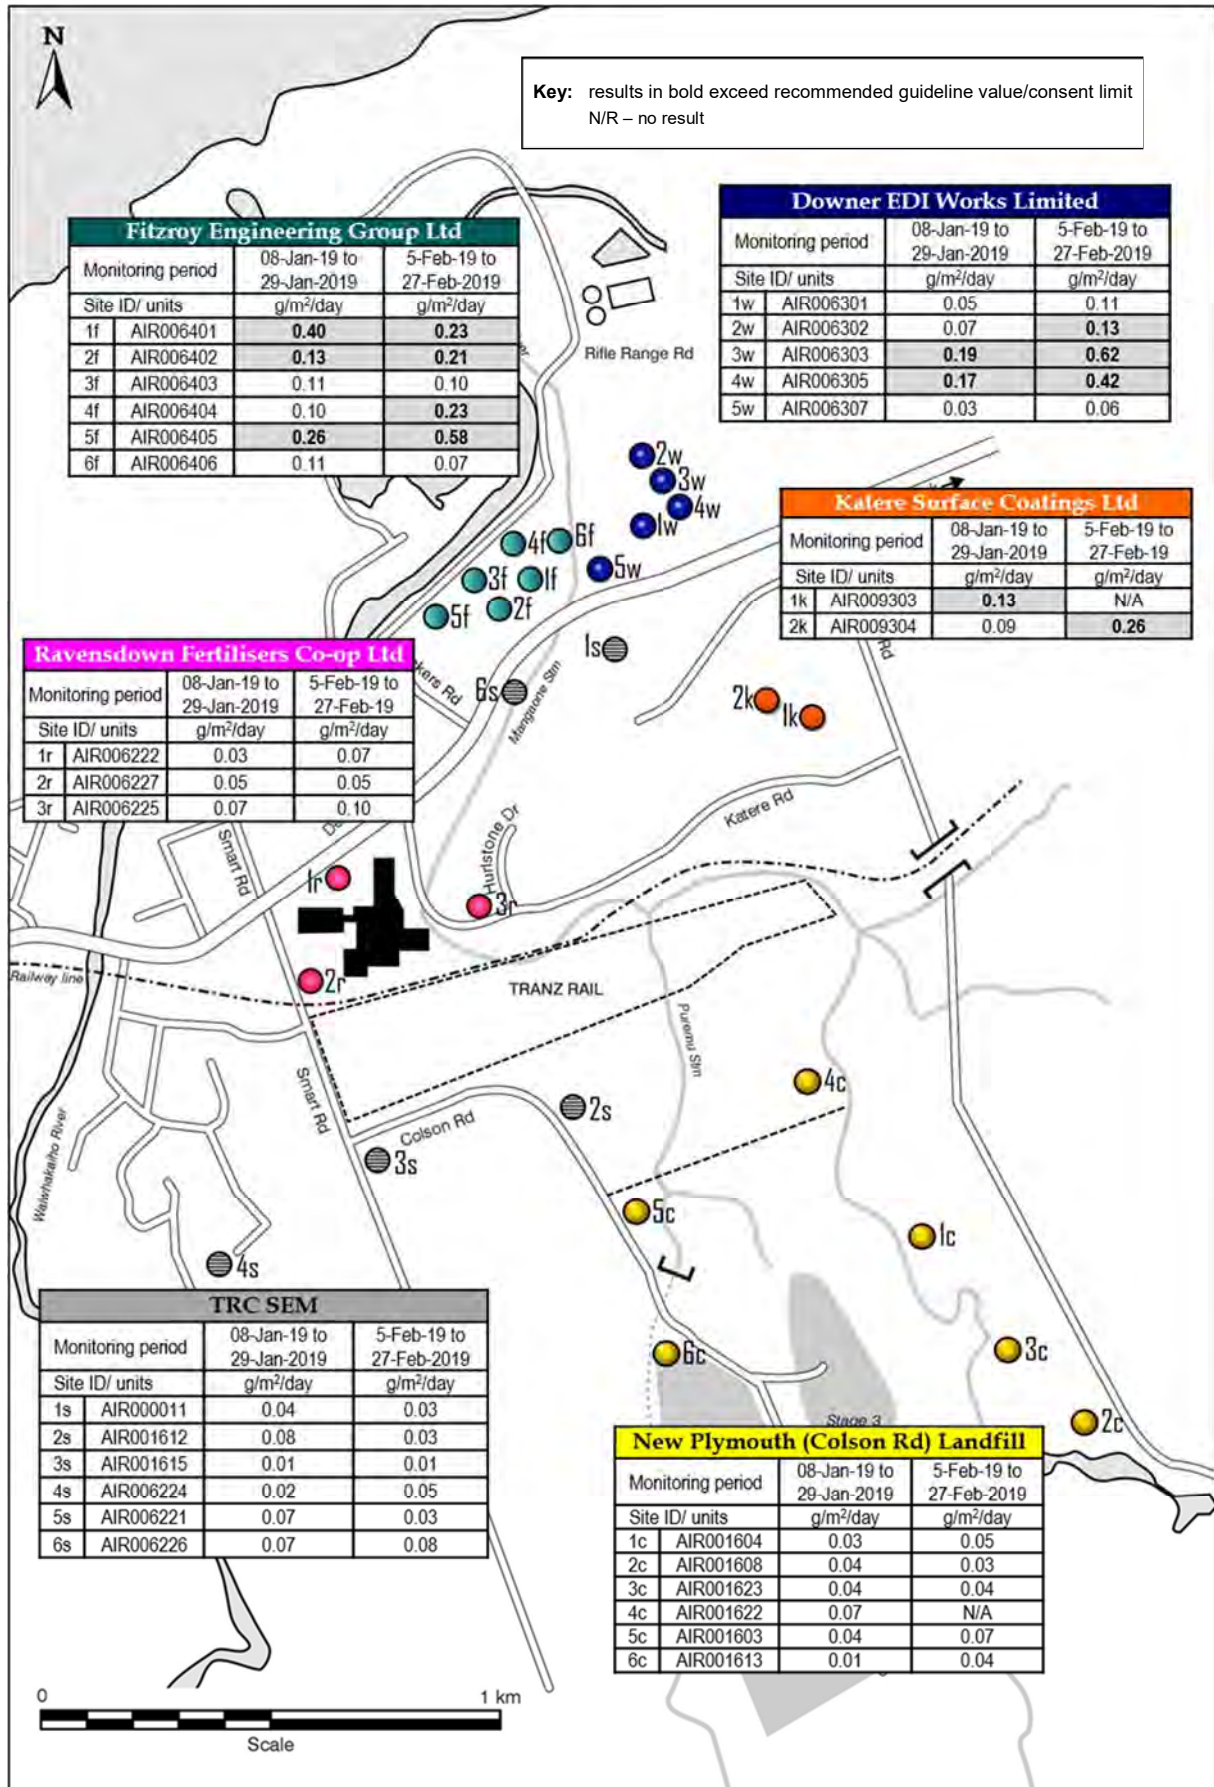 N
Key: results in bold exceed recommended guideline value/consent limit
N/R – no result
Downer EDI Works Limited
Monitoring period 08-Jan-19 to 29-Jan-2019 5-Feb-19 to 27-Feb-2019
Site ID/ units g/m²/day g/m²/day
1w AIR006301 0.05 0.11
2w AIR006302 0.07 0.13
3w AIR006303 0.19 0.62
4w AIR006305 0.17 0.42
5w AIR006307 0.03 0.06
Fitzroy Engineering Group Ltd
Monitoring period 08-Jan-19 to 29-Jan-2019 5-Feb-19 to 27-Feb-2019
Site ID/ units g/m²/day g/m²/day
1f AIR006401 0.40 0.23
2f AIR006402 0.13 0.21
3f AIR006403 0.11 0.10
4f AIR006404 0.10 0.23
5f AIR006405 0.26 0.58
6f AIR006406 0.11 0.07
Rifle Range Rd
2w
3w
4w
1w
5w
4f
6f
3f
1f
5f
2f
Katere Surface Coatings Ltd
Monitoring period 08-Jan-19 to 29-Jan-2019 5-Feb-19 to 27-Feb-19
Site ID/ units g/m²/day g/m²/day
1k AIR009303 0.13 N/A
2k AIR009304 0.09 0.26
Rd
1s
6s
Mangaone Stm
2k
1k
Ravensdown Fertilisers Co-op Ltd
Monitoring period 08-Jan-19 to 29-Jan-2019 5-Feb-19 to 27-Feb-19
Site ID/ units g/m²/day g/m²/day
1r AIR006222 0.03 0.07
2r AIR006227 0.05 0.05
3r AIR006225 0.07 0.10
kers Rd
Smart Rd
De
Hurlstone Dr
Katere Rd
1r
3r
2r
Railway line
TRANZ RAIL
Puremu Stm
4c
Smart Rd
Colson Rd
2s
3s
Waiwhakaiho River
5c
1c
4s
6c
3c
2c
Stage 3
TRC SEM
Monitoring period 08-Jan-19 to 29-Jan-2019 5-Feb-19 to 27-Feb-2019
Site ID/ units g/m²/day g/m²/day
1s AIR000011 0.04 0.03
2s AIR001612 0.08 0.03
3s AIR001615 0.01 0.01
4s AIR006224 0.02 0.05
5s AIR006221 0.07 0.03
6s AIR006226 0.07 0.08
New Plymouth (Colson Rd) Landfill
Monitoring period 08-Jan-19 to 29-Jan-2019 5-Feb-19 to 27-Feb-2019
Site ID/ units g/m²/day g/m²/day
1c AIR001604 0.03 0.05
2c AIR001608 0.04 0.03
3c AIR001623 0.04 0.04
4c AIR001622 0.07 N/A
5c AIR001603 0.04 0.07
6c AIR001613 0.01 0.04
0 1 km
Scale